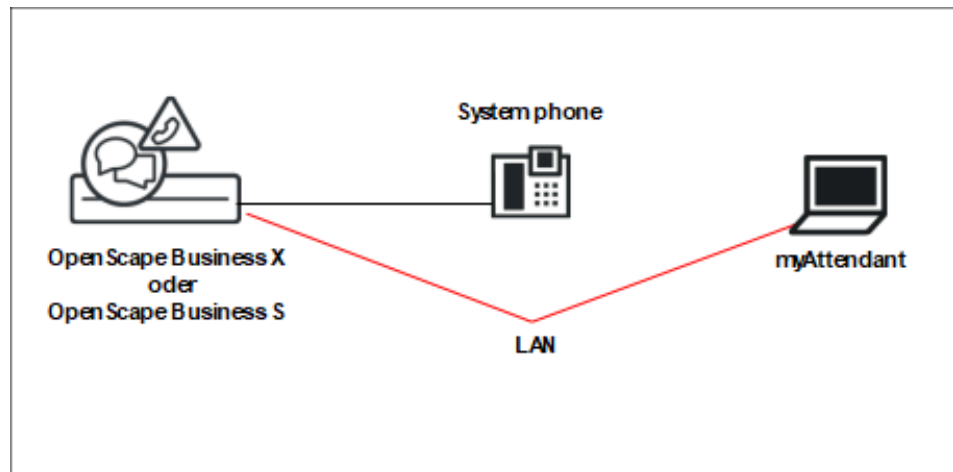 System phone
OpenScape Business X
oder
OpenScape Business S
myAttendant
LAN